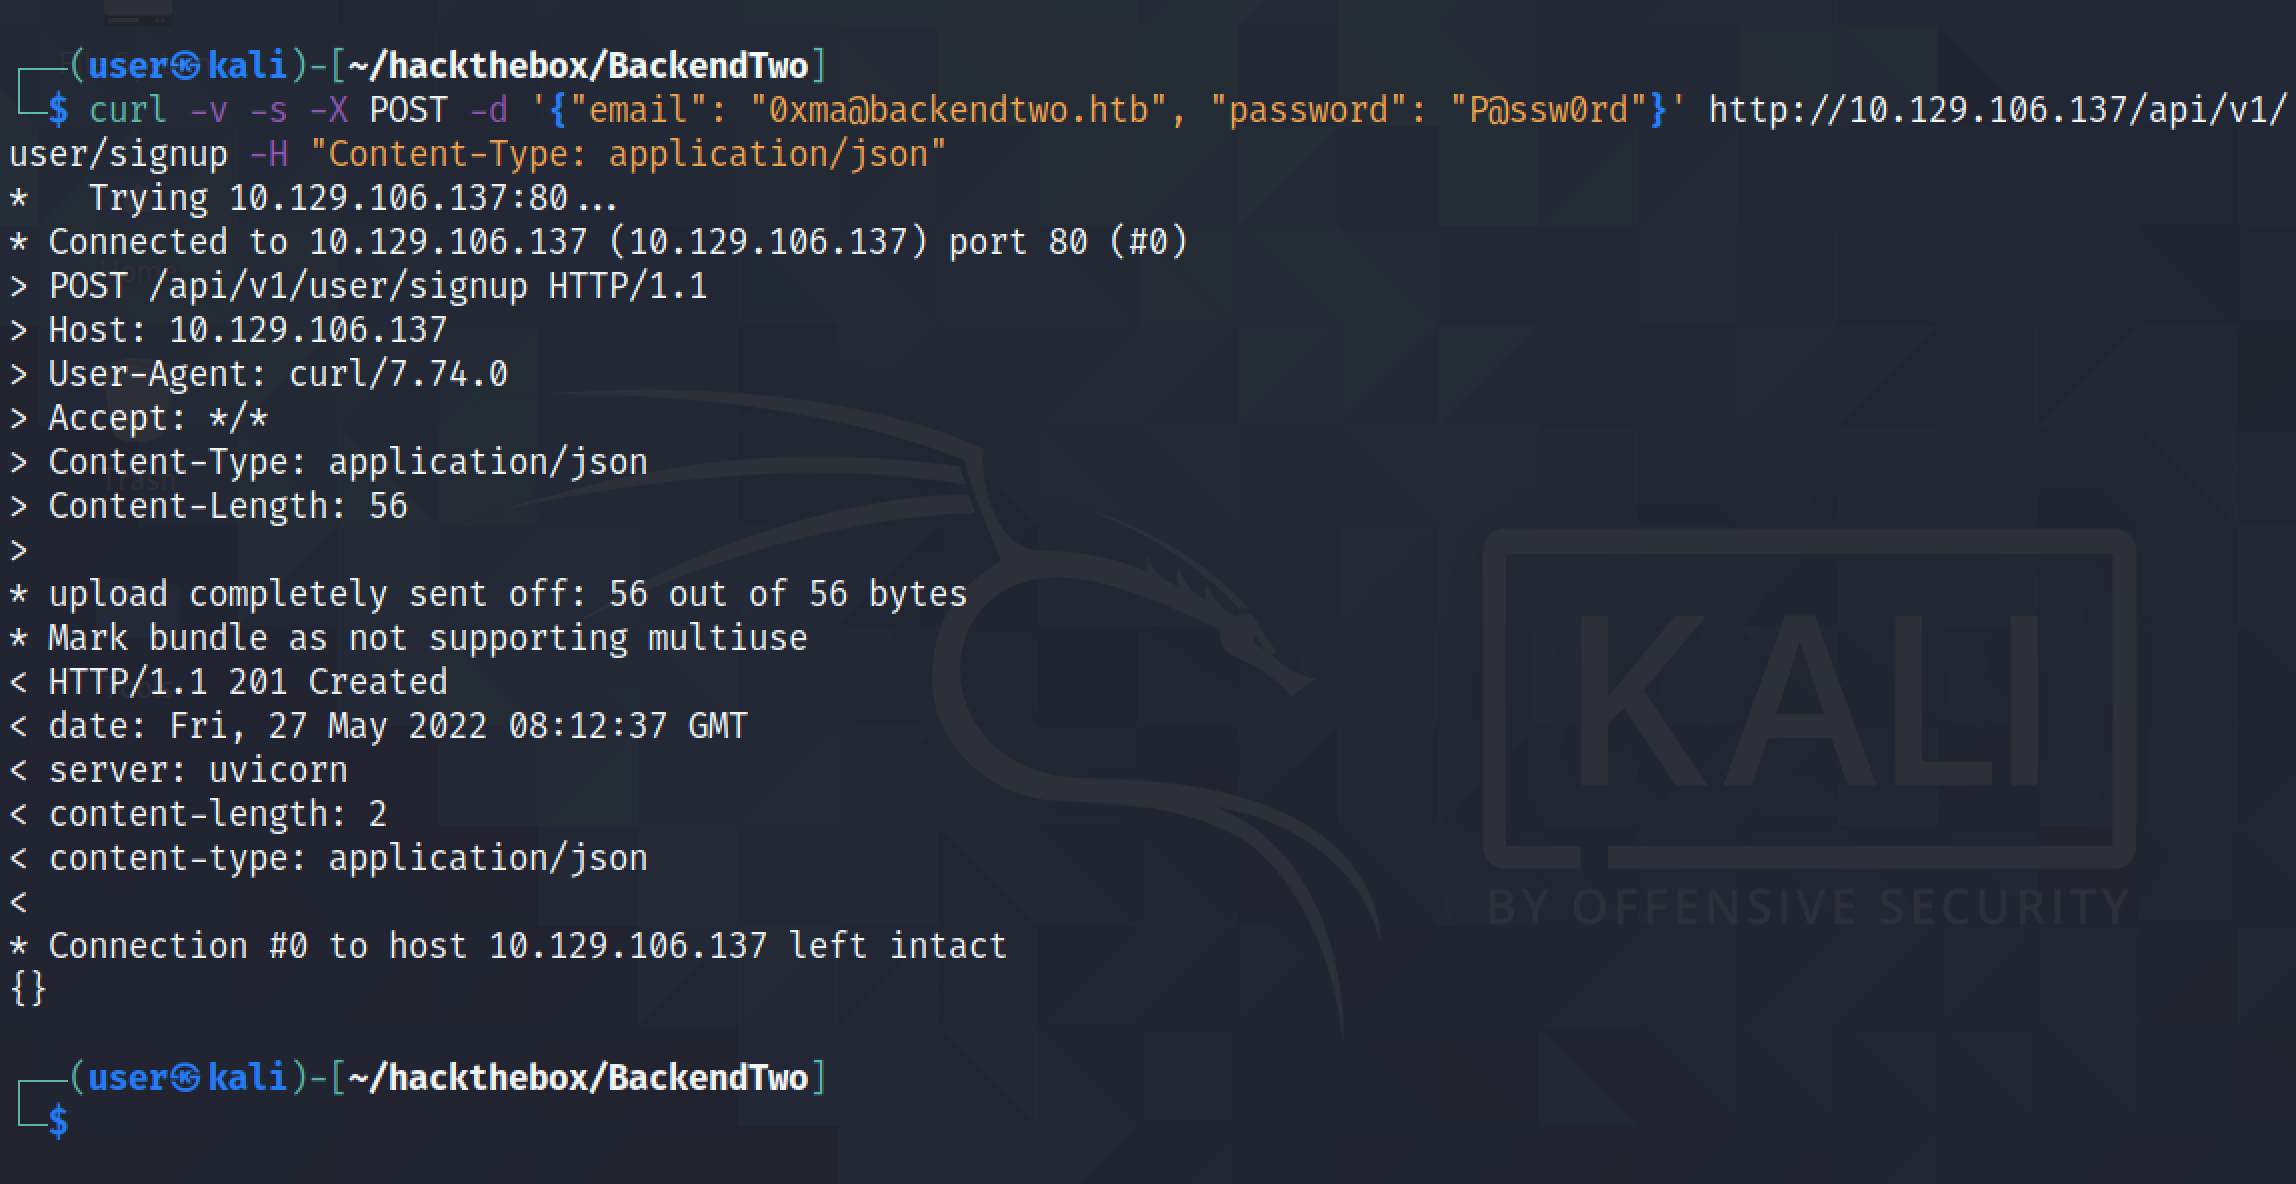 ┌──(user㉿kali)-[~/hackthebox/BackendTwo]
└─$ curl -v -s -X POST -d '{"email": "0xma@backendtwo.htb", "password": "P@ssw0rd"}' http://10.129.106.137/api/v1/
user/signup -H "Content-Type: application/json"
*   Trying 10.129.106.137:80...
* Connected to 10.129.106.137 (10.129.106.137) port 80 (#0)
> POST /api/v1/user/signup HTTP/1.1
> Host: 10.129.106.137
> User-Agent: curl/7.74.0
> Accept: */*
> Content-Type: application/json
> Content-Length: 56
>
* upload completely sent off: 56 out of 56 bytes
* Mark bundle as not supporting multiuse
< HTTP/1.1 201 Created
< date: Fri, 27 May 2022 08:12:37 GMT
< server: uvicorn
< content-length: 2
< content-type: application/json
<
* Connection #0 to host 10.129.106.137 left intact
{}
┌──(user㉿kali)-[~/hackthebox/BackendTwo]
└─$
KALI
BY OFFENSIVE SECURITY
Home
Trash